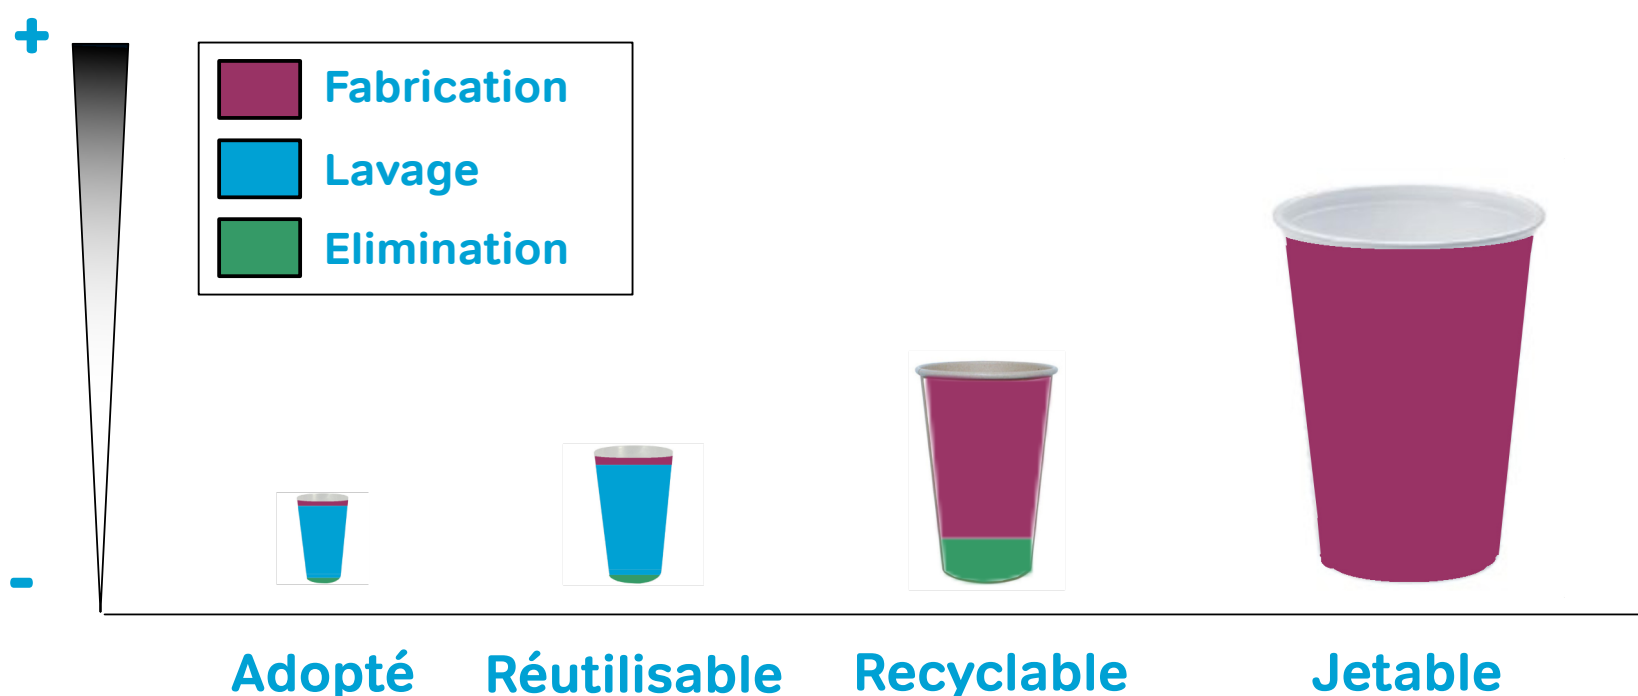 +
Fabrication
Lavage
Elimination
-
Adopté
Réutilisable
Recyclable
Jetable